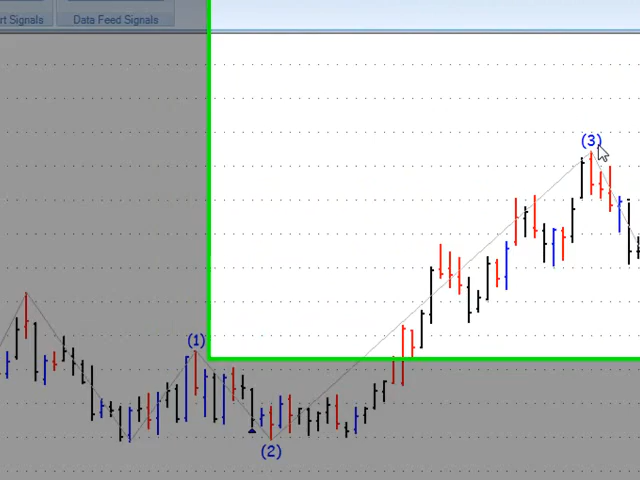 rt Signals Data Feed Signals
(3)
(1)
(2)